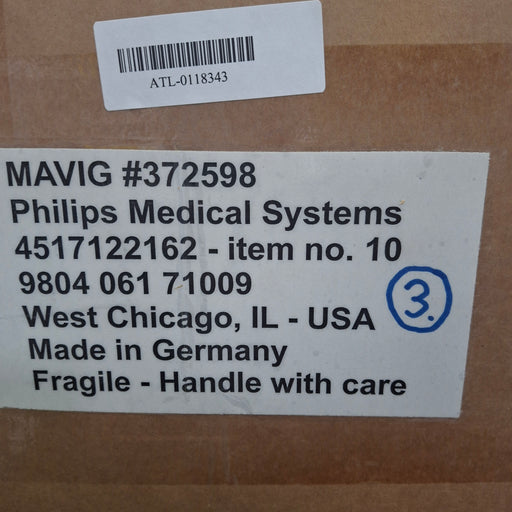 ATL-0118343
MAVIG #372598
Philips Medical Systems
4517122162 - item no. 10
9804 061 71009
3.
West Chicago, IL - USA
Made in Germany
Fragile - Handle with care